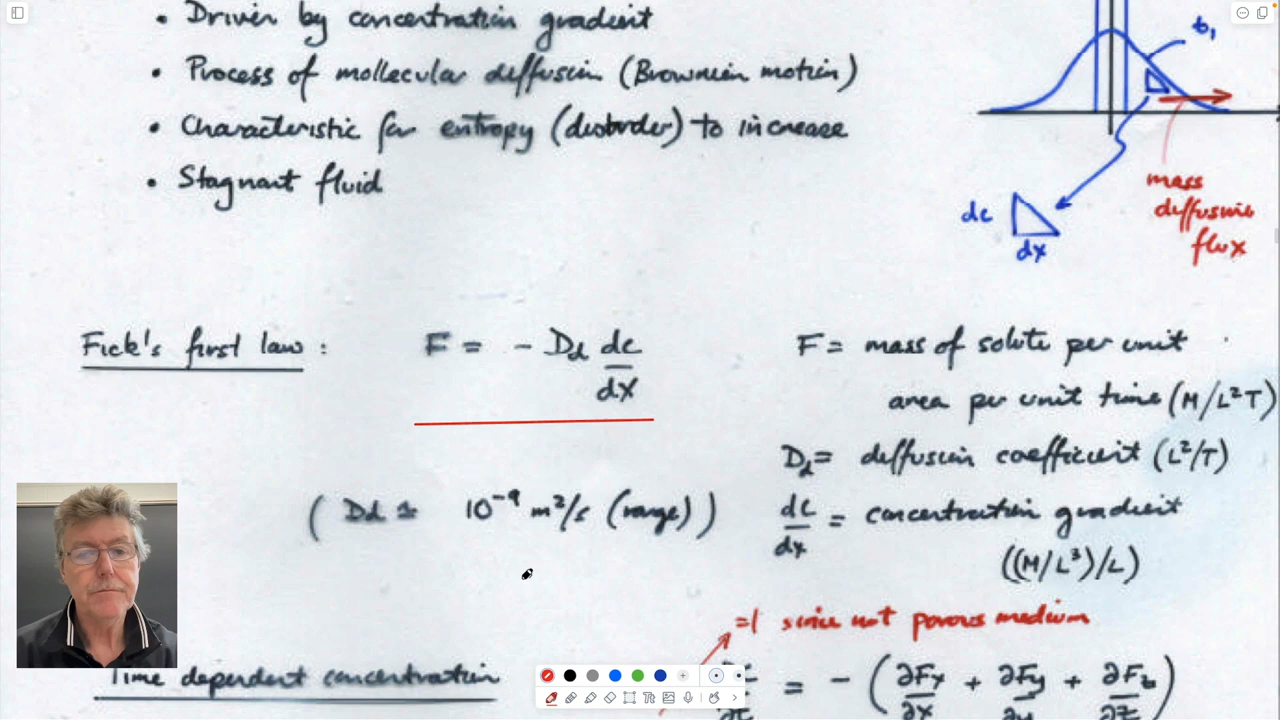 • Driven by concentration gradient
• Process of mollecular diffusion (Brownian motion)
• Characteristic for entropy (disorder) to increase
• Stagnant fluid
t₁
dc
dx
mass
diffusive
flux
Fick's first law :
F = - Dd dc/dx
F = mass of solute per unit
area per unit time (M/L²T)
Dd = diffusion coefficient (L²/T)
( Dd ≈ 10⁻⁹ m²/s (range) )
dc/dx = concentration gradient
((M/L³)/L)
=1 since not porous medium
Time dependent concentration
= - ( ∂Fx/∂x + ∂Fy/∂y + ∂Fz/∂z )